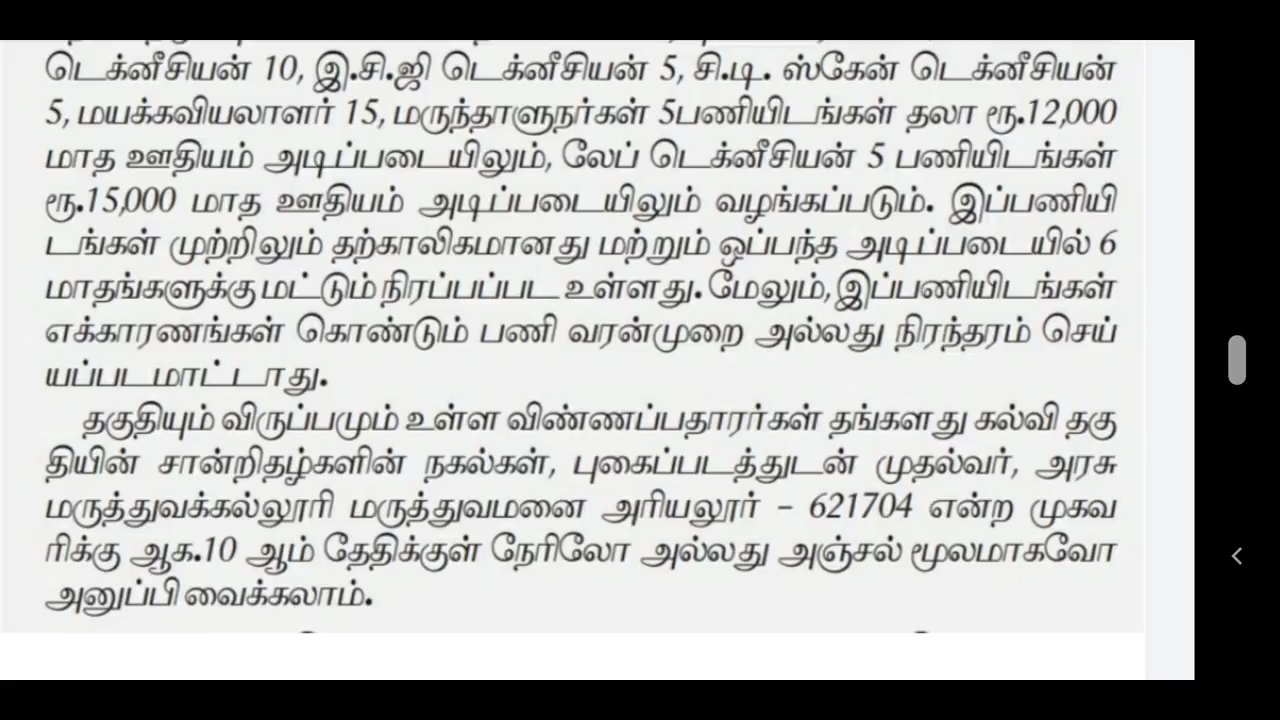 டெக்னீசியன் 10, இ.சி.ஜி டெக்னீசியன் 5, சி.டி. ஸ்கேன் டெக்னீசியன்
5, மயக்கவியலாளர் 15, மருந்தாளுநர்கள் 5பணியிடங்கள் தலா ரூ.12,000
மாத ஊதியம் அடிப்படையிலும், லேப் டெக்னீசியன் 5 பணியிடங்கள்
ரூ.15,000 மாத ஊதியம் அடிப்படையிலும் வழங்கப்படும். இப்பணியி
டங்கள் முற்றிலும் தற்காலிகமானது மற்றும் ஒப்பந்த அடிப்படையில் 6
மாதங்களுக்கு மட்டும் நிரப்பப்பட உள்ளது. மேலும், இப்பணியிடங்கள்
எக்காரணங்கள் கொண்டும் பணி வரன்முறை அல்லது நிரந்தரம் செய்
யப்படமாட்டாது.
தகுதியும் விருப்பமும் உள்ள விண்ணப்பதாரர்கள் தங்களது கல்வி தகு
தியின் சான்றிதழ்களின் நகல்கள், புகைப்படத்துடன் முதல்வர், அரசு
மருத்துவக்கல்லூரி மருத்துவமனை அரியலூர் – 621704 என்ற முகவ
ரிக்கு ஆக.10 ஆம் தேதிக்குள் நேரிலோ அல்லது அஞ்சல் மூலமாகவோ
அனுப்பி வைக்கலாம்.